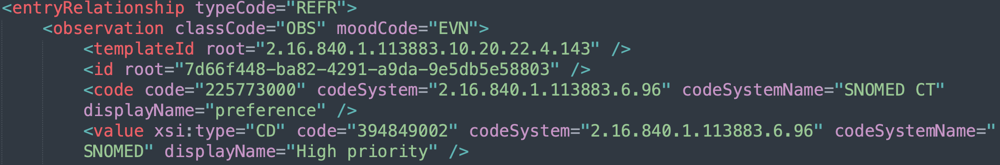 <entryRelationship typeCode="REFR">
<observation classCode="OBS" moodCode="EVN">
<templateId root="2.16.840.1.113883.10.20.22.4.143" />
<id root="7d66f448-ba82-4291-a9da-9e5db5e58803" />
<code code="225773000" codeSystem="2.16.840.1.113883.6.96" codeSystemName="SNOMED CT"
displayName="preference" />
<value xsi:type="CD" code="394849002" codeSystem="2.16.840.1.113883.6.96" codeSystemName="
SNOMED" displayName="High priority" />